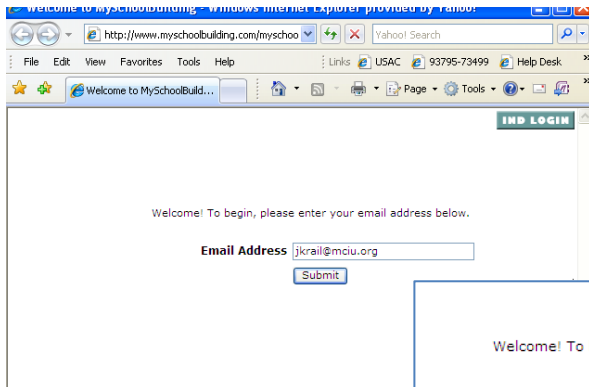 Welcome to MySchoolBuilding - Windows Internet Explorer provided by Yahoo!
http://www.myschoolbuilding.com/myschoo
Yahoo! Search
File Edit View Favorites Tools Help Links USAC 93795-73499 Help Desk »
Welcome to MySchoolBuild... Page Tools »
IND LOGIN
Welcome! To begin, please enter your email address below.
Email Address jkrail@mciu.org
Submit
Welcome! To